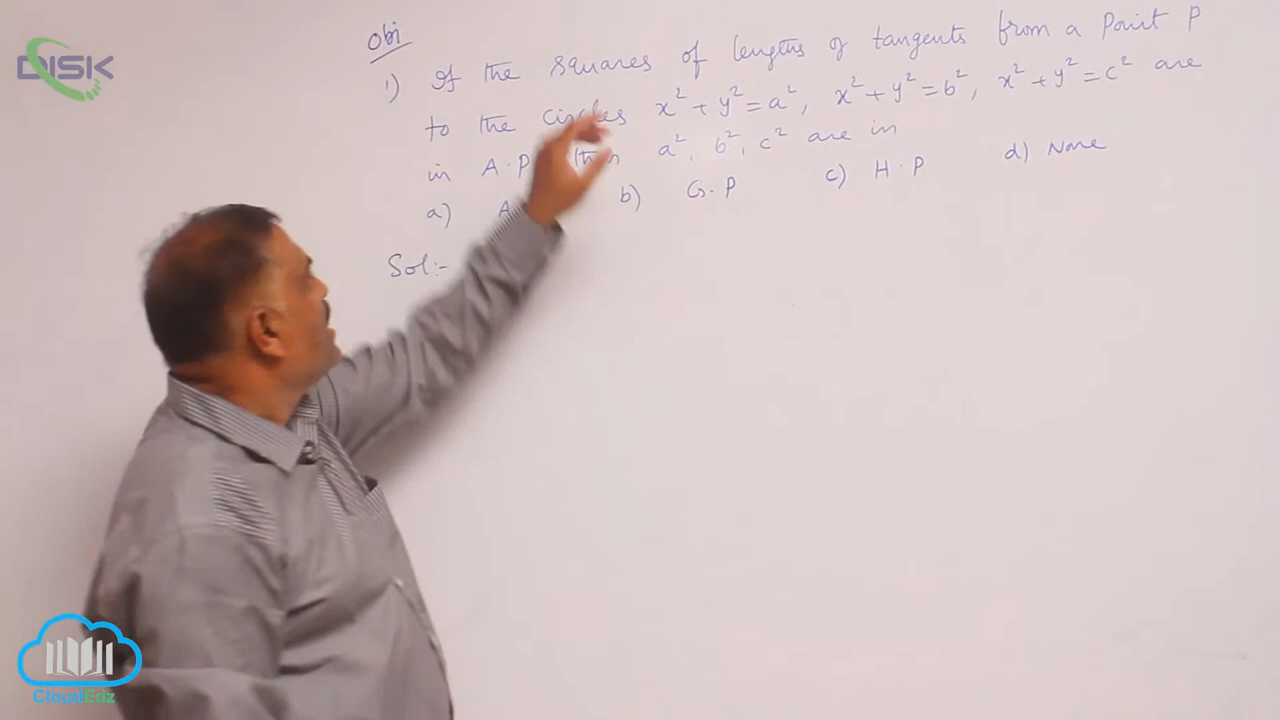 DISK
Obj
1) If the squares of lengths of tangents from a point P
to the circles x² + y² = a², x² + y² = b², x² + y² = c² are
in A.P then a², b², c² are in
a) A b) G.P c) H.P d) None
Sol:-
CloudEdz